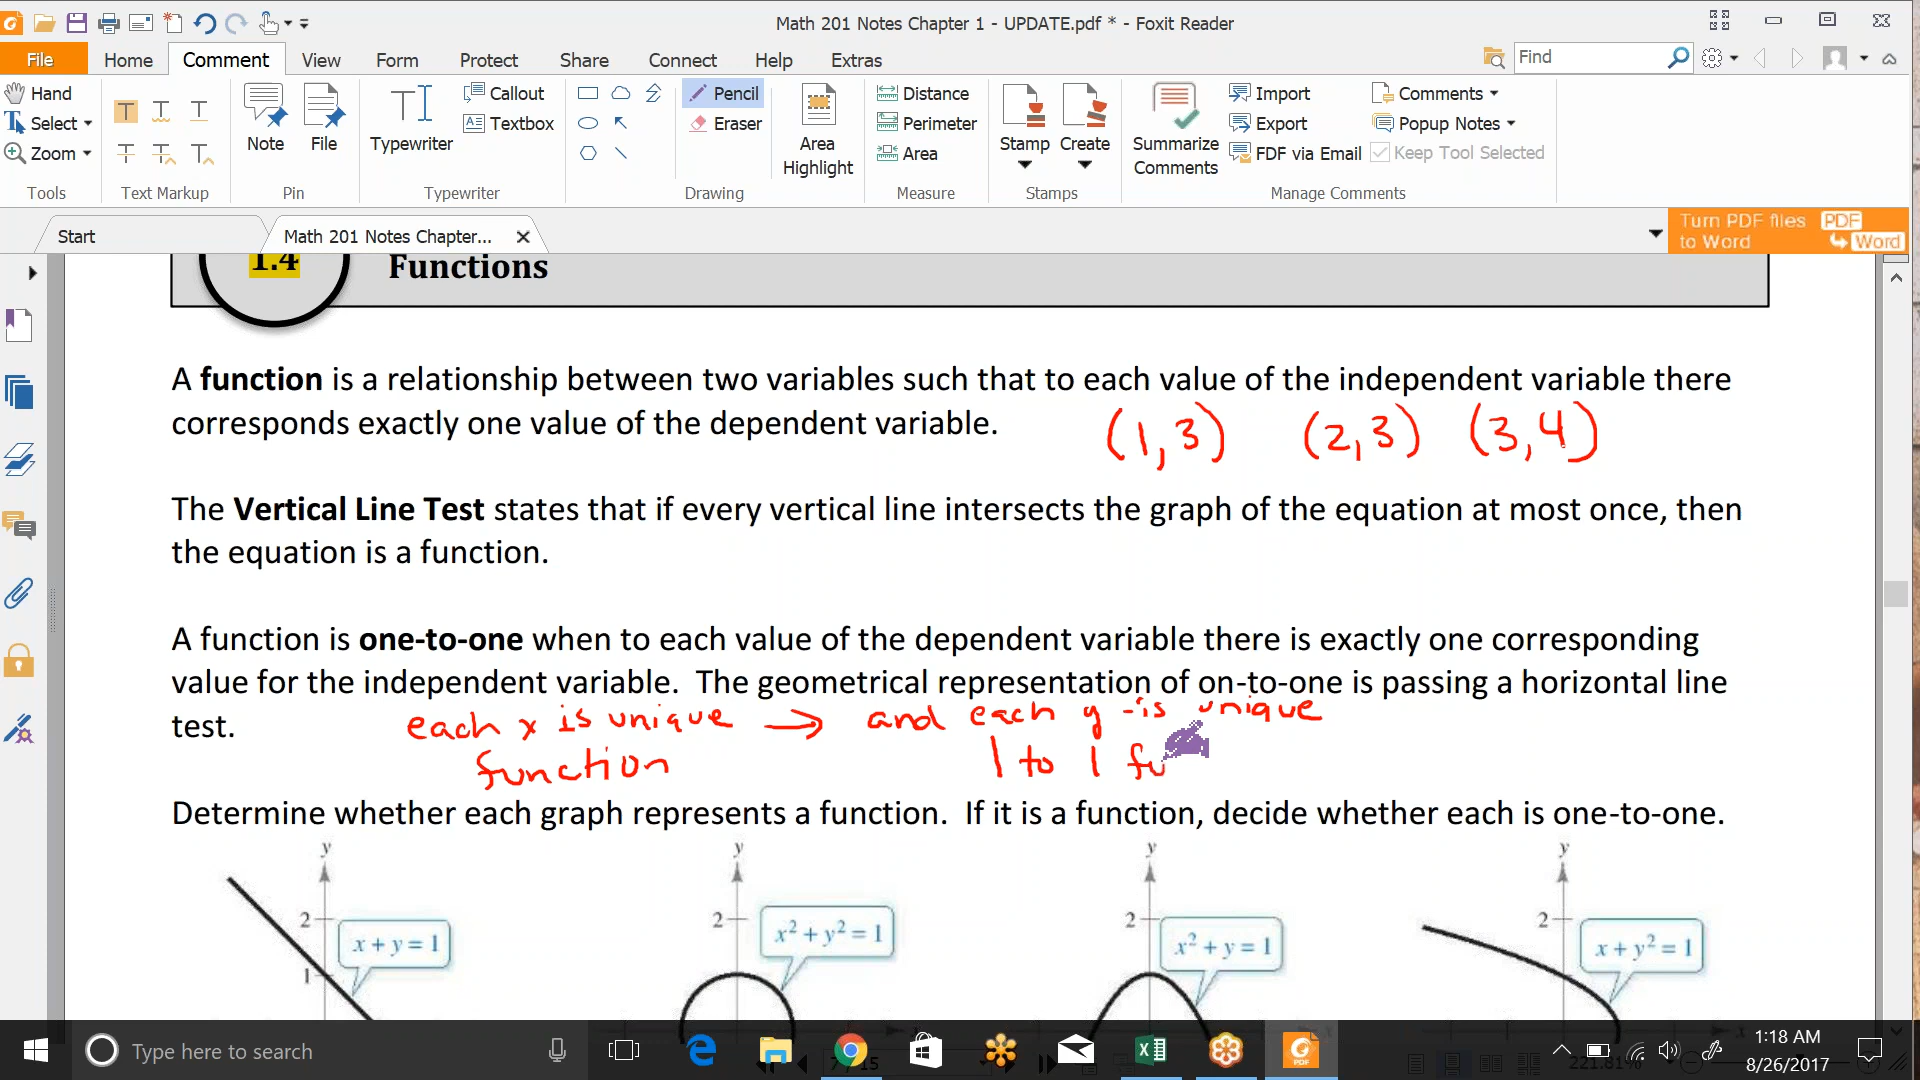 Math 201 Notes Chapter 1 - UPDATE.pdf * - Foxit Reader
File Home Comment View Form Protect Share Connect Help Extras
Find
Hand
Select
Zoom
Tools
Text Markup
Note
File
Pin
Typewriter
Callout
Textbox
Typewriter
Pencil
Eraser
Area Highlight
Drawing
Distance
Perimeter
Area
Measure
Stamp
Create
Stamps
Summarize Comments
Import
Export
FDF via Email
Comments
Popup Notes
Keep Tool Selected
Manage Comments
Start
Math 201 Notes Chapter...
Turn PDF files
to Word
PDF
Word
1.4 Functions
A function is a relationship between two variables such that to each value of the independent variable there
corresponds exactly one value of the dependent variable.
(1,3) (2,3) (3,4)
The Vertical Line Test states that if every vertical line intersects the graph of the equation at most once, then
the equation is a function.
A function is one-to-one when to each value of the dependent variable there is exactly one corresponding
value for the independent variable. The geometrical representation of on-to-one is passing a horizontal line
test.
each x is unique → and each y is unique
function 1 to 1 fu
Determine whether each graph represents a function. If it is a function, decide whether each is one-to-one.
y y y y
2 2 2 2
x + y = 1
x² + y² = 1
x² + y = 1
x + y² = 1
1
Type here to search
1:18 AM
8/26/2017